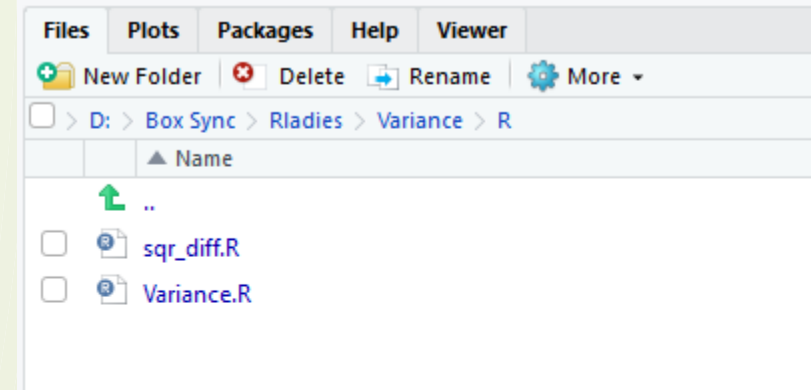 Files Plots Packages Help Viewer
New Folder Delete Rename More
D: > Box Sync > Rladies > Variance > R
Name
..
sqr_diff.R
Variance.R